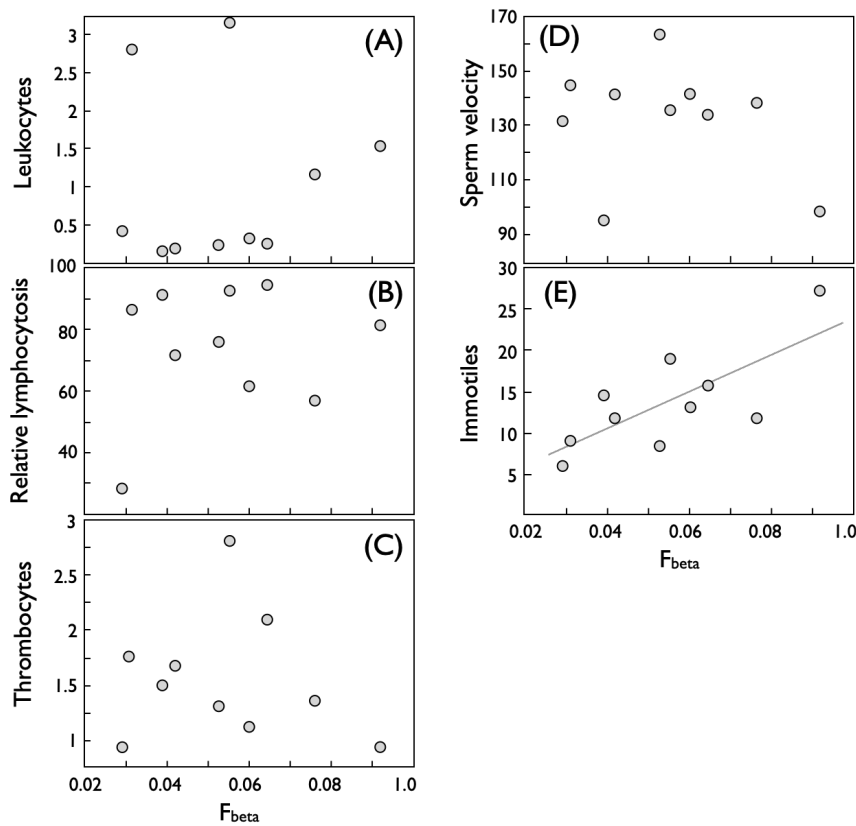 (A)
Leukocytes
3
2.5
2
1.5
1
0.5
(B)
Relative lymphocytosis
100
80
60
40
(C)
Thrombocytes
3
2.5
2
1.5
1
0.02 0.04 0.06 0.08 1.0
Fbeta
(D)
Sperm velocity
170
150
130
110
90
(E)
Immotiles
30
25
20
15
10
5
0.02 0.04 0.06 0.08 1.0
Fbeta